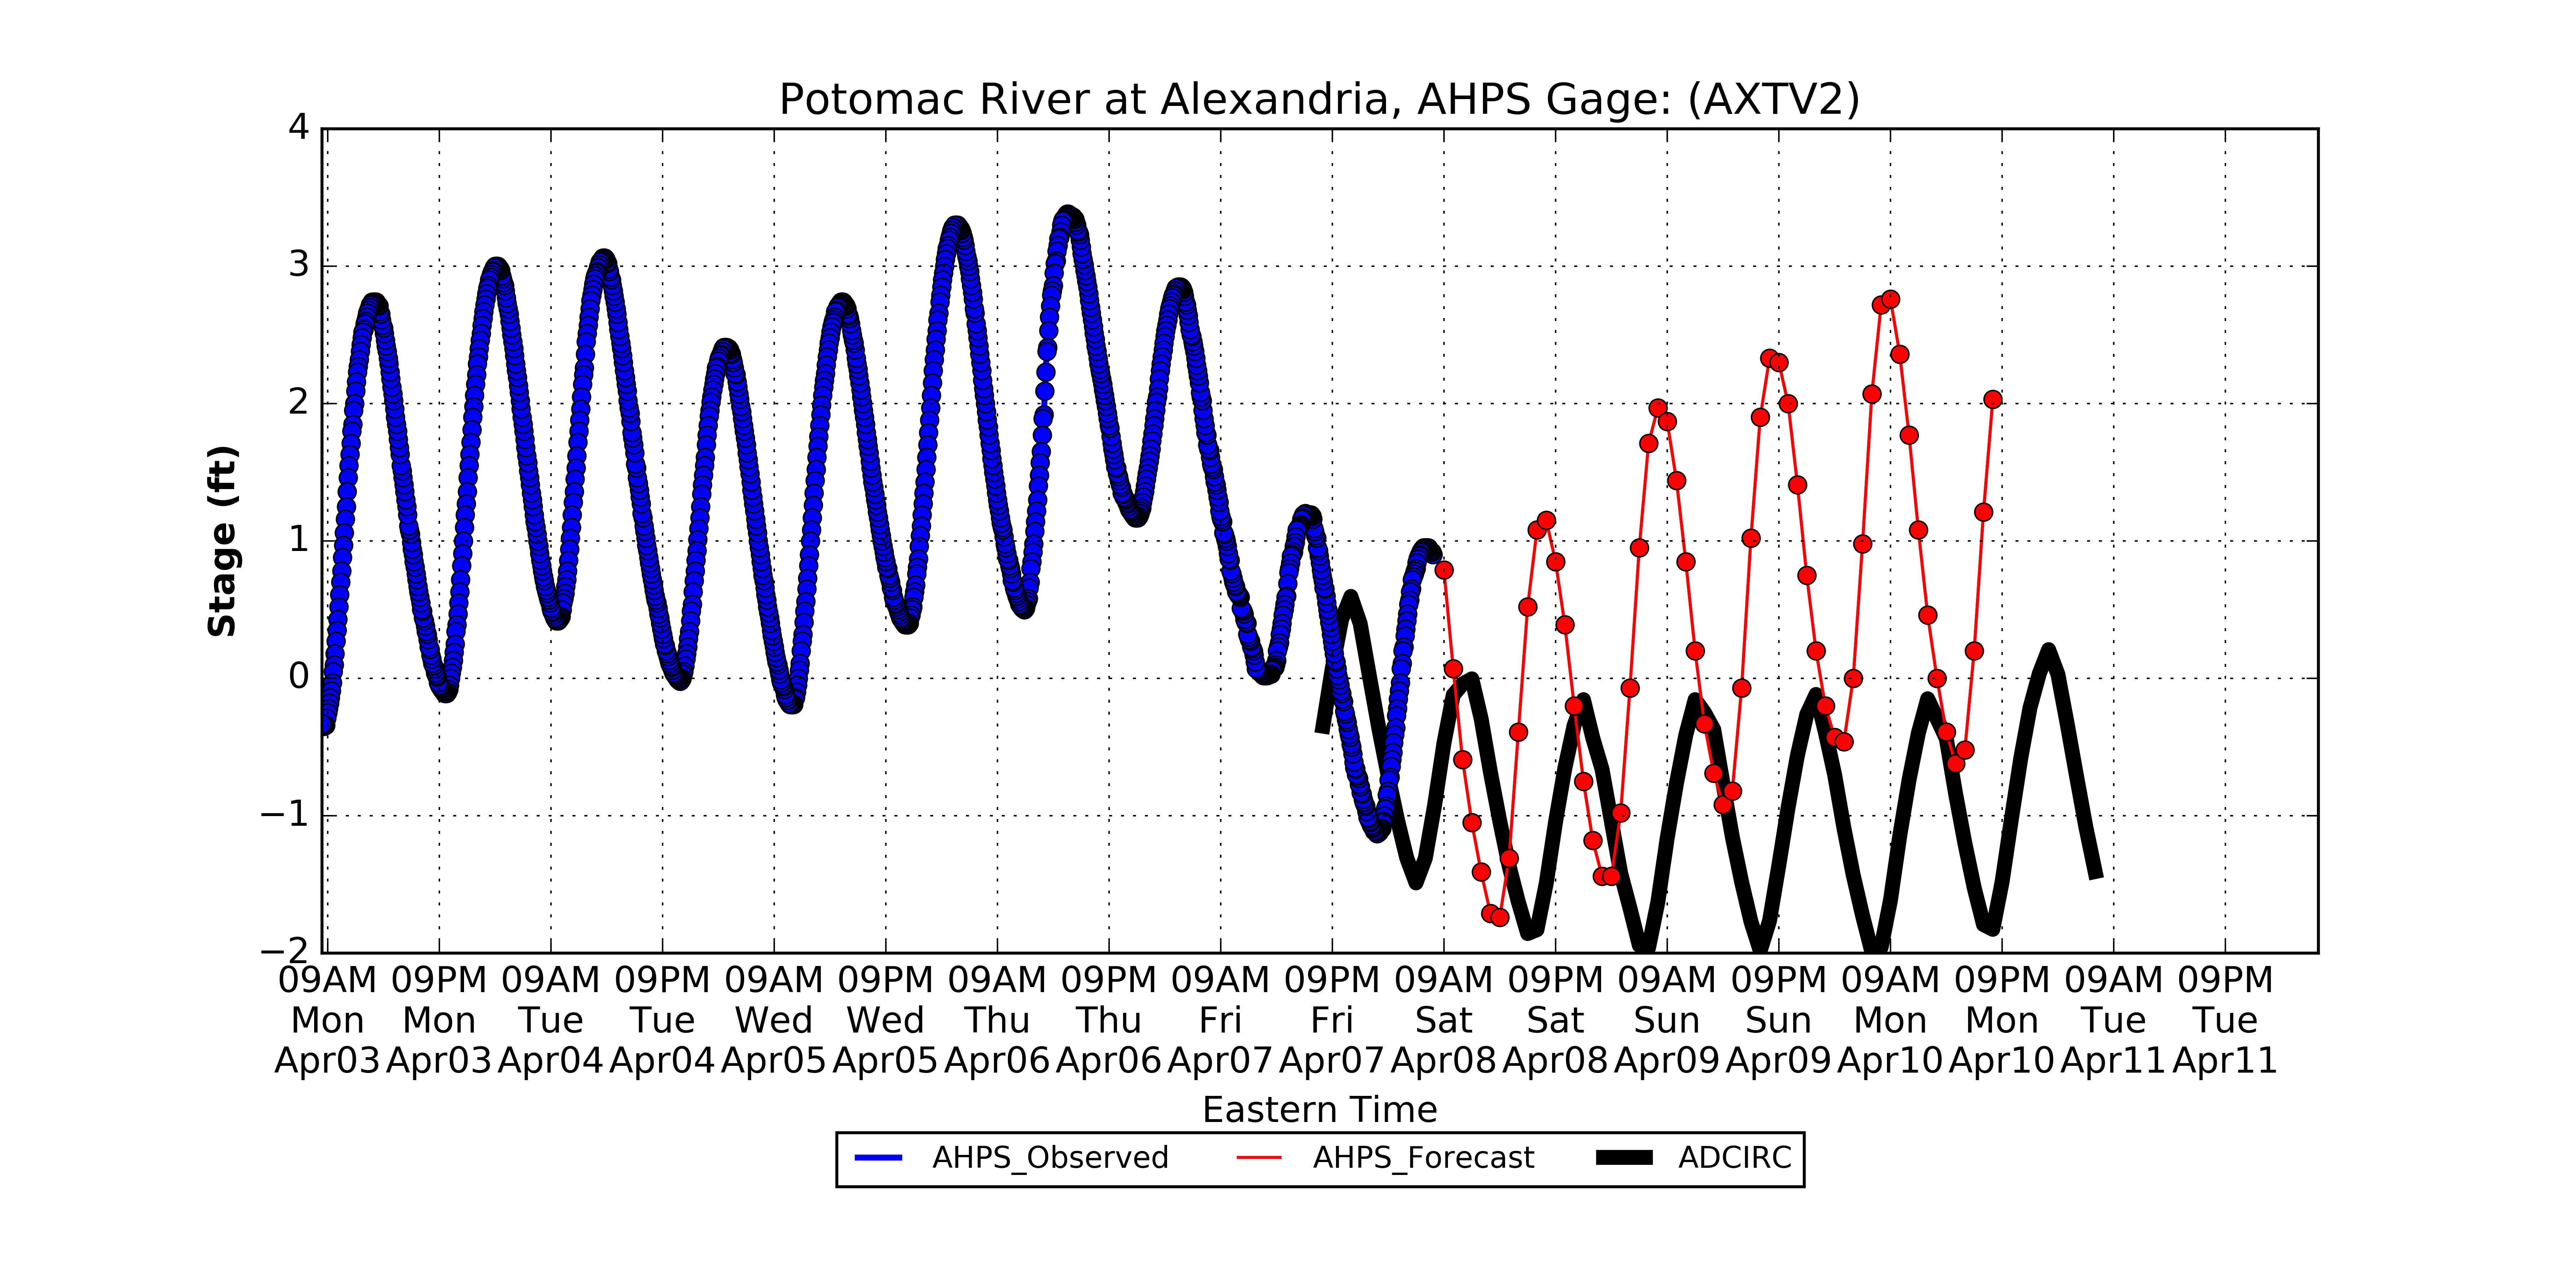 Potomac River at Alexandria, AHPS Gage: (AXTV2)
4
3
2
1
0
−1
−2
Stage (ft)
09AM 09PM 09AM 09PM 09AM 09PM 09AM 09PM 09AM 09PM 09AM 09PM 09AM 09PM 09AM 09PM 09AM 09PM
Mon Mon Tue Tue Wed Wed Thu Thu Fri Fri Sat Sat Sun Sun Mon Mon Tue Tue
Apr03 Apr03 Apr04 Apr04 Apr05 Apr05 Apr06 Apr06 Apr07 Apr07 Apr08 Apr08 Apr09 Apr09 Apr10 Apr10 Apr11 Apr11
Eastern Time
AHPS_Observed AHPS_Forecast ADCIRC